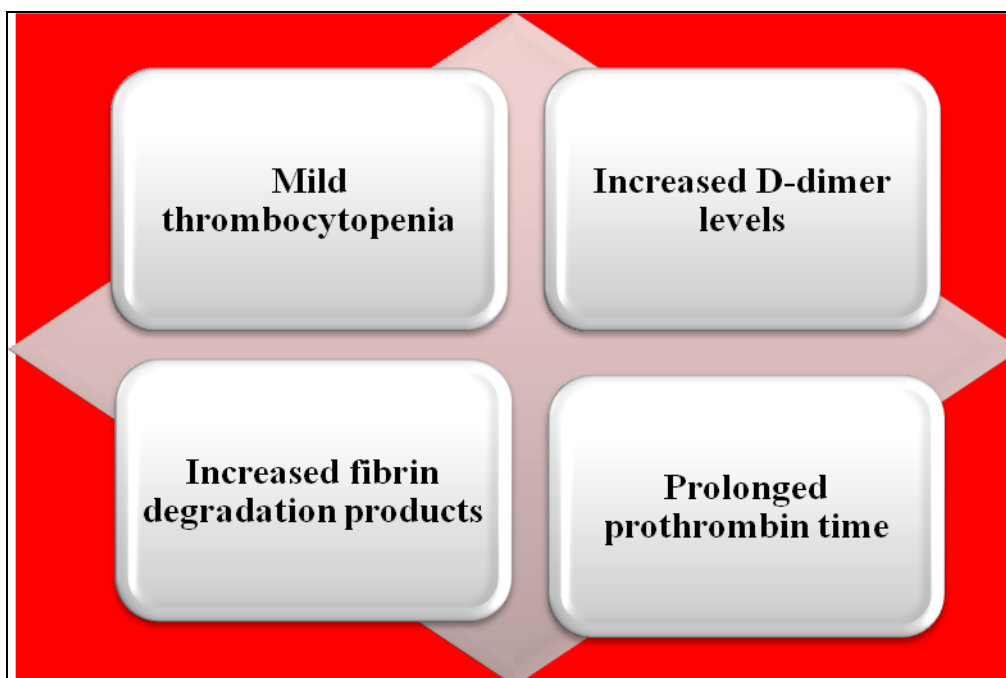 Mild
thrombocytopenia
Increased D-dimer
levels
Increased fibrin
degradation products
Prolonged
prothrombin time